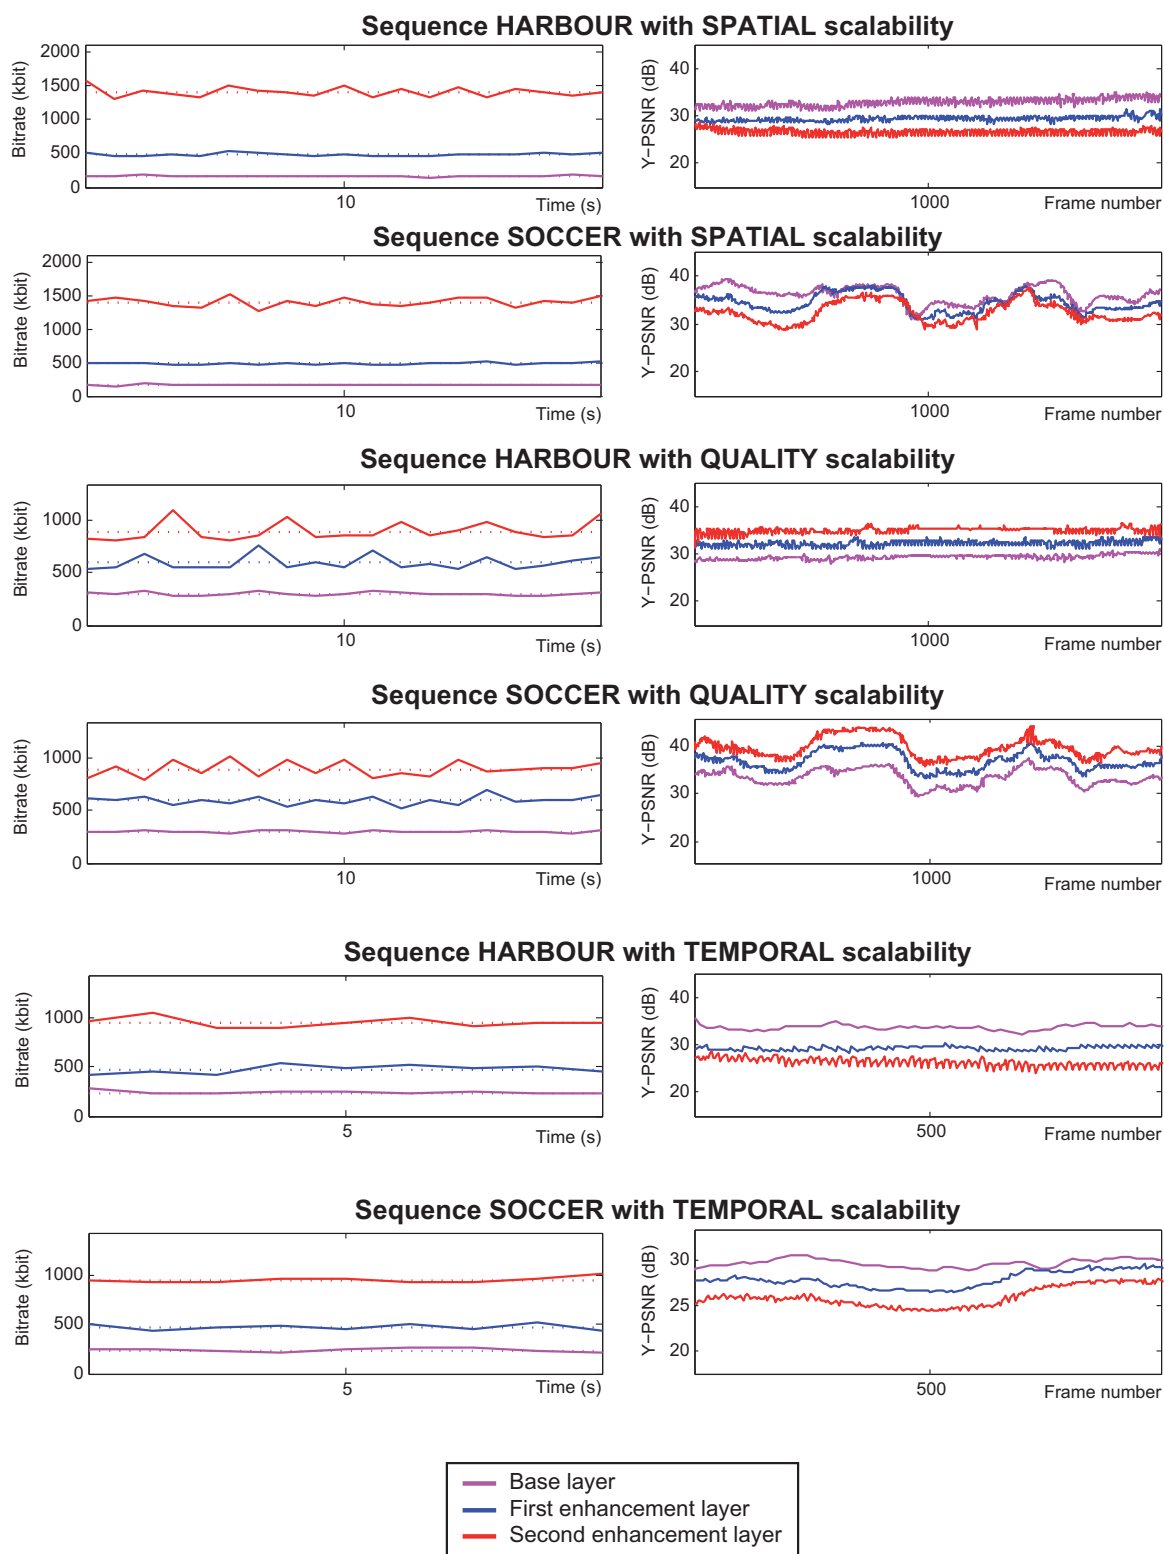 Sequence HARBOUR with SPATIAL scalability
Bitrate (kbit)
2000
1500
1000
500
0
10
Time (s)
Y−PSNR (dB)
40
30
20
1000
Frame number
Sequence SOCCER with SPATIAL scalability
Bitrate (kbit)
2000
1500
1000
500
0
10
Time (s)
Y−PSNR (dB)
40
30
20
1000
Frame number
Sequence HARBOUR with QUALITY scalability
Bitrate (kbit)
1000
500
0
10
Time (s)
Y−PSNR (dB)
40
30
20
1000
Frame number
Sequence SOCCER with QUALITY scalability
Bitrate (kbit)
1000
500
0
10
Time (s)
Y−PSNR (dB)
40
30
20
1000
Frame number
Sequence HARBOUR with TEMPORAL scalability
Bitrate (kbit)
1000
500
0
5
Time (s)
Y−PSNR (dB)
40
30
20
500
Frame number
Sequence SOCCER with TEMPORAL scalability
Bitrate (kbit)
1000
500
0
5
Time (s)
Y−PSNR (dB)
30
25
20
500
Frame number
Base layer
First enhancement layer
Second enhancement layer